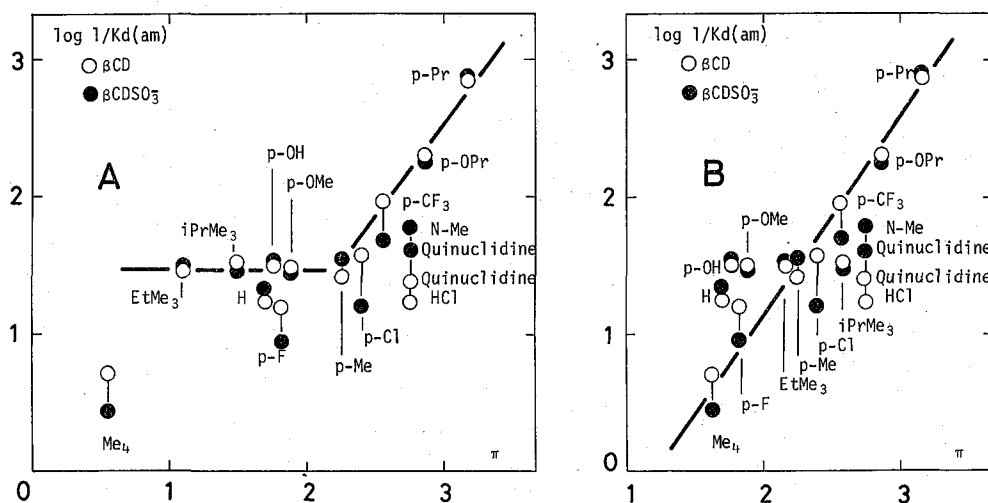 log 1/Kd(am)
βCD
βCDSO₃⁻
A
p-Pr
p-OH
p-OMe
p-OPr
p-CF₃
iPrMe₃
N-Me
Quinuclidine
Quinuclidine
HCl
EtMe₃
H
p-F
p-Me
p-Cl
Me₄
π
3
2
1
0
1
2
3
log 1/Kd(am)
βCD
βCDSO₃⁻
B
p-Pr
p-OPr
p-CF₃
p-OMe
N-Me
p-OH
Quinuclidine
Quinuclidine
H
HCl
iPrMe₃
p-Cl
p-Me
EtMe₃
p-F
Me₄
π
3
2
1
0
1
2
3